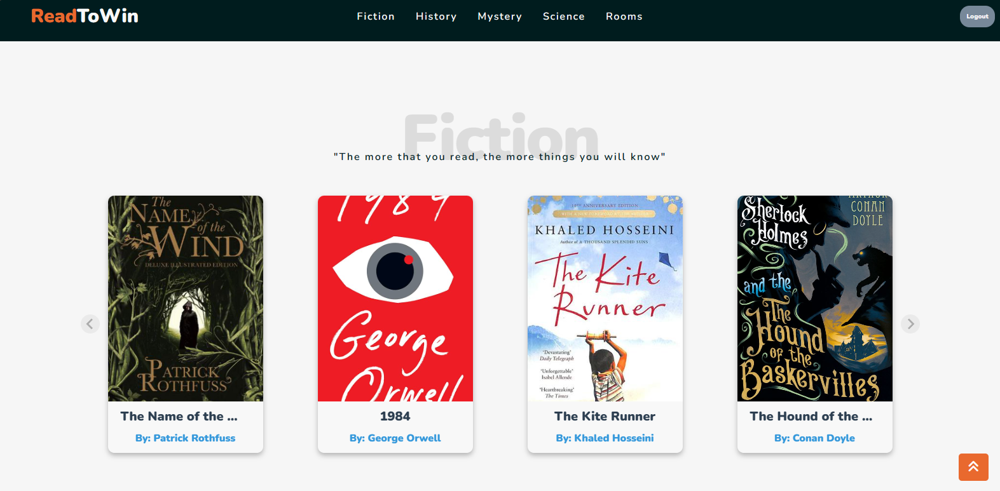 ReadToWin
Fiction
History
Mystery
Science
Rooms
Logout
Fiction
"The more that you read, the more things you will know"
The
NAME of the
WIND
DELUXE ILLUSTRATED EDITION
PATRICK
ROTHFUSS
The Name of the ...
By: Patrick Rothfuss
1984
George
Orwell
1984
By: George Orwell
10TH ANNIVERSARY EDITION
WITH A NEW FOREWORD BY THE AUTHOR
KHALED HOSSEINI
Author of A THOUSAND SPLENDID SUNS
The Kite
Runner
'Devastating'
Daily Telegraph
'Unforgettable'
Isabel Allende
'Heartbreaking'
The Times
The Kite Runner
By: Khaled Hosseini
ARTHUR
CONAN
DOYLE
Sherlock
Holmes
and the
The
Hound
OF the
Baskervilles
The Hound of the ...
By: Conan Doyle